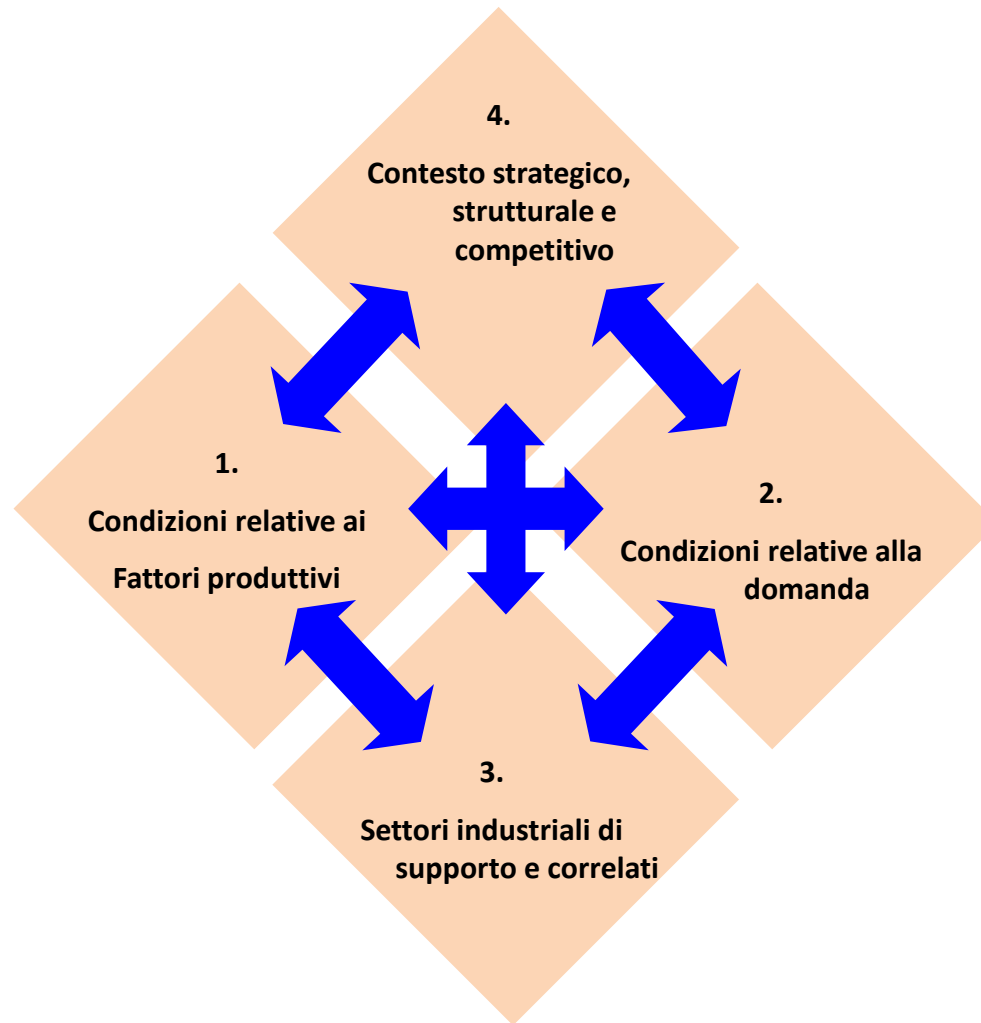 4.
Contesto strategico,
strutturale e
competitivo
1.
Condizioni relative ai
Fattori produttivi
2.
Condizioni relative alla
domanda
3.
Settori industriali di
supporto e correlati